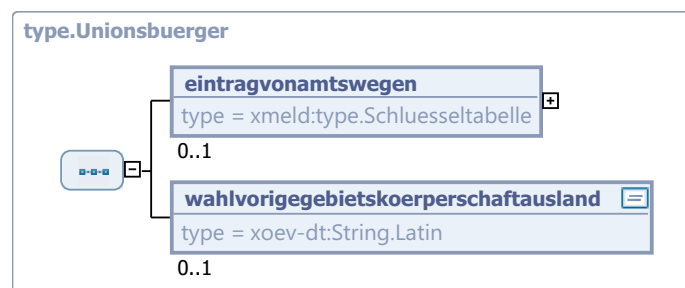 type.Unionsbuerger
eintragvonamtswegen
type = xmeld:type.Schluesseltabelle
0..1
wahlvorigegebietskoerperschaftausland
type = xoev-dt:String.Latin
0..1